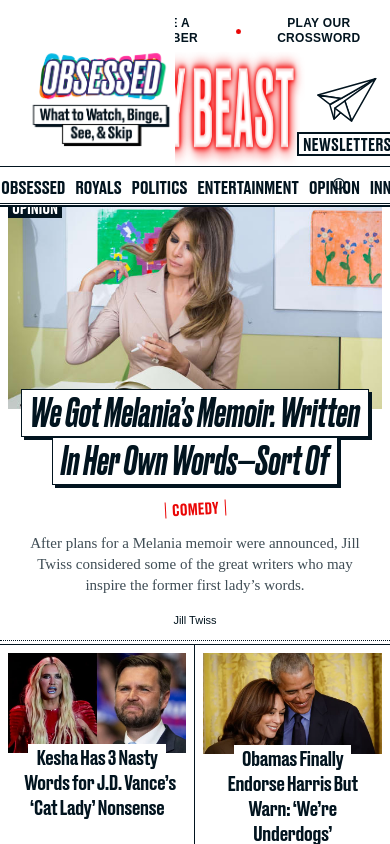 E A
PLAY OUR
BER
CROSSWORD
OBSESSED
What to Watch, Binge,
See, & Skip
Y BEAST
NEWSLETTERS
OBSESSED ROYALS POLITICS ENTERTAINMENT OPINION INN
OPINION
We Got Melania’s Memoir. Written
In Her Own Words—Sort Of
COMEDY
After plans for a Melania memoir were announced, Jill
Twiss considered some of the great writers who may
inspire the former first lady’s words.
Jill Twiss
Kesha Has 3 Nasty
Words for J.D. Vance’s
‘Cat Lady’ Nonsense
Obamas Finally
Endorse Harris But
Warn: ‘We’re
Underdogs’